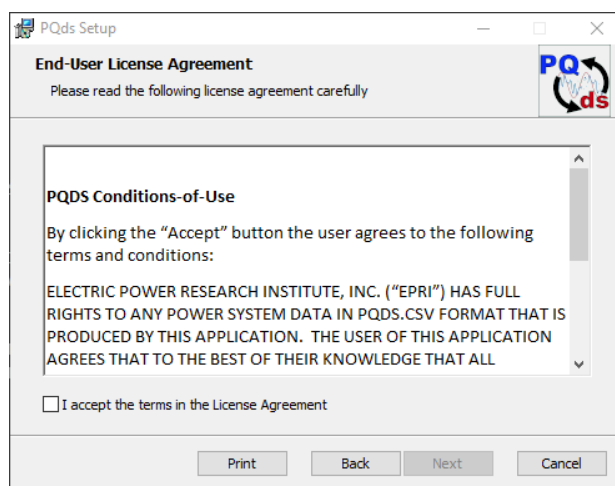 PQds Setup
End-User License Agreement
Please read the following license agreement carefully
PQ
ds
PQDS Conditions-of-Use
By clicking the “Accept” button the user agrees to the following
terms and conditions:
ELECTRIC POWER RESEARCH INSTITUTE, INC. (“EPRI”) HAS FULL
RIGHTS TO ANY POWER SYSTEM DATA IN PQDS.CSV FORMAT THAT IS
PRODUCED BY THIS APPLICATION.  THE USER OF THIS APPLICATION
AGREES THAT TO THE BEST OF THEIR KNOWLEDGE THAT ALL
I accept the terms in the License Agreement
Print Back Next Cancel